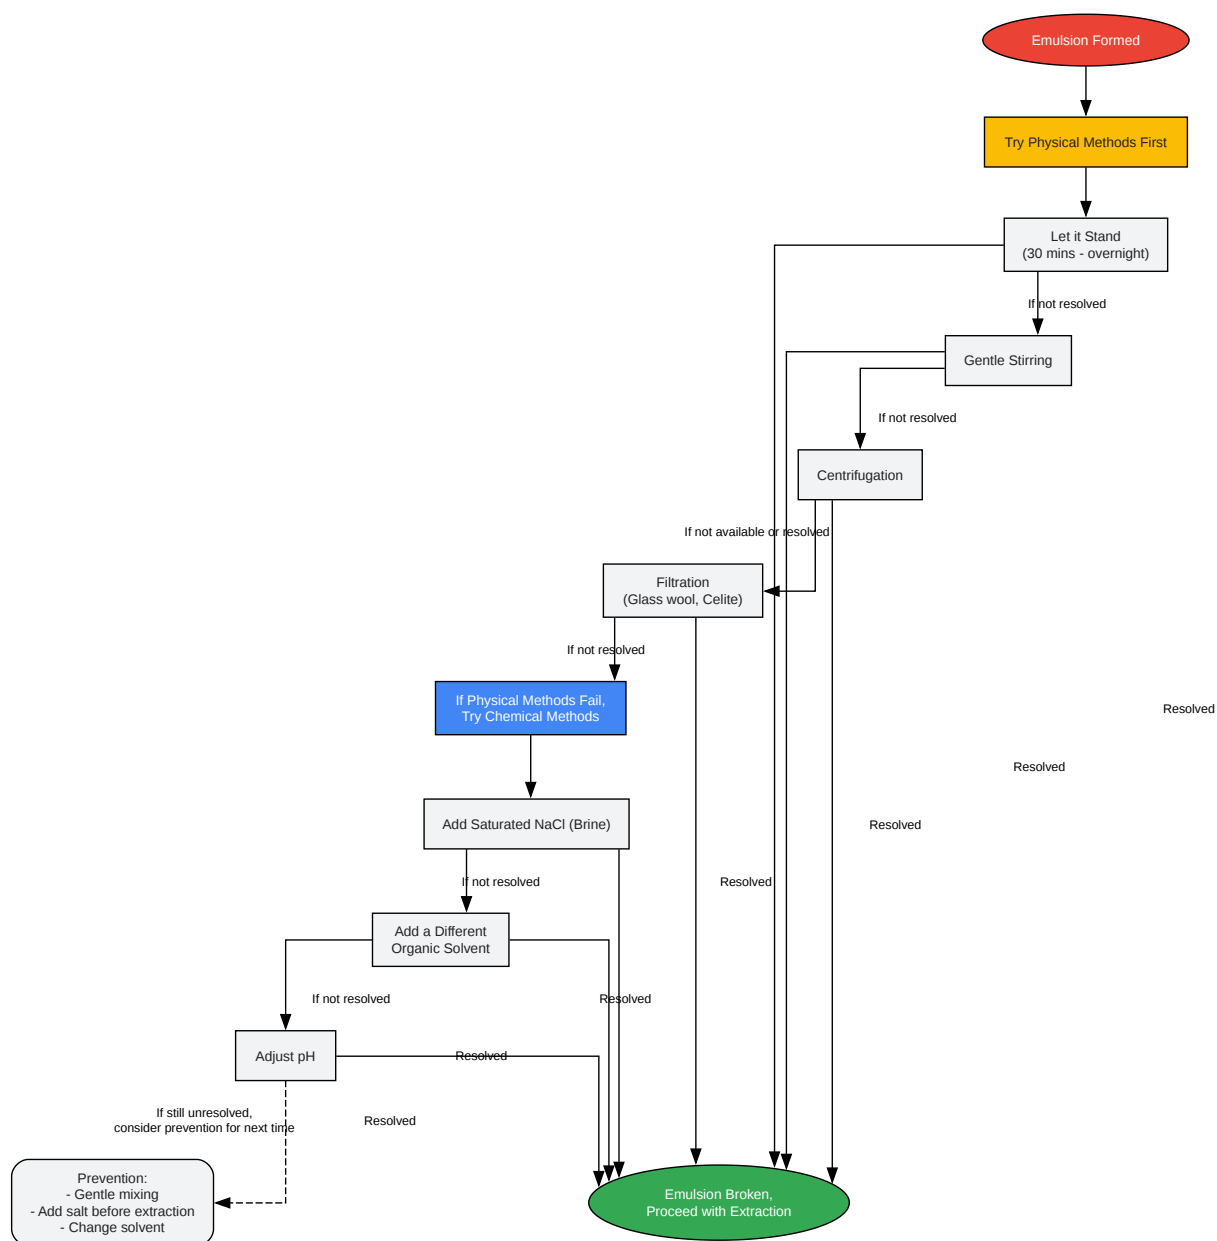 Emulsion Formed
Try Physical Methods First
Let it Stand
(30 mins - overnight)
If not resolved
Gentle Stirring
If not resolved
Centrifugation
If not available or resolved
Filtration
(Glass wool, Celite)
If not resolved
If Physical Methods Fail,
Try Chemical Methods
Resolved
Resolved
Add Saturated NaCl (Brine)
Resolved
If not resolved
Resolved
Add a Different
Organic Solvent
If not resolved
Resolved
Adjust pH
Resolved
If still unresolved,
consider prevention for next time
Resolved
Prevention:
- Gentle mixing
- Add salt before extraction
- Change solvent
Emulsion Broken,
Proceed with Extraction